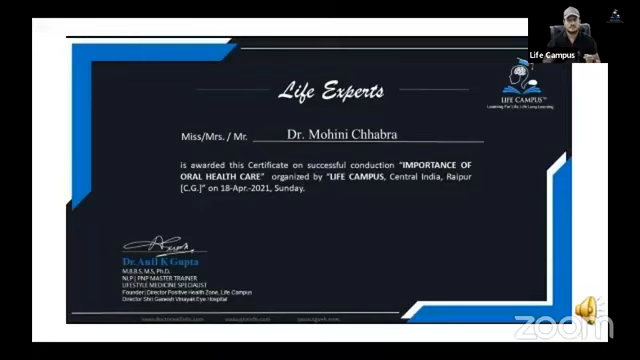 Life Campus
Life Experts
LIFE CAMPUS™
Learning For Life, Life Long Learning
Miss/Mrs. / Mr. Dr. Mohini Chhabra
is awarded this Certificate on successful conduction "IMPORTANCE OF
ORAL HEALTH CARE" organized by "LIFE CAMPUS, Central India, Raipur
[C.G.]" on 18-Apr.-2021, Sunday.
Dr. Anil K Gupta
M.B.B.S, M.S, Ph.D.
NLP| PNP MASTER TRAINER
LIFESTYLE MEDICINE SPECIALIST
Founder| Director Positive Health Zone, Life Campus
Director Shri Ganesh Vinayak Eye Hospital
zoom